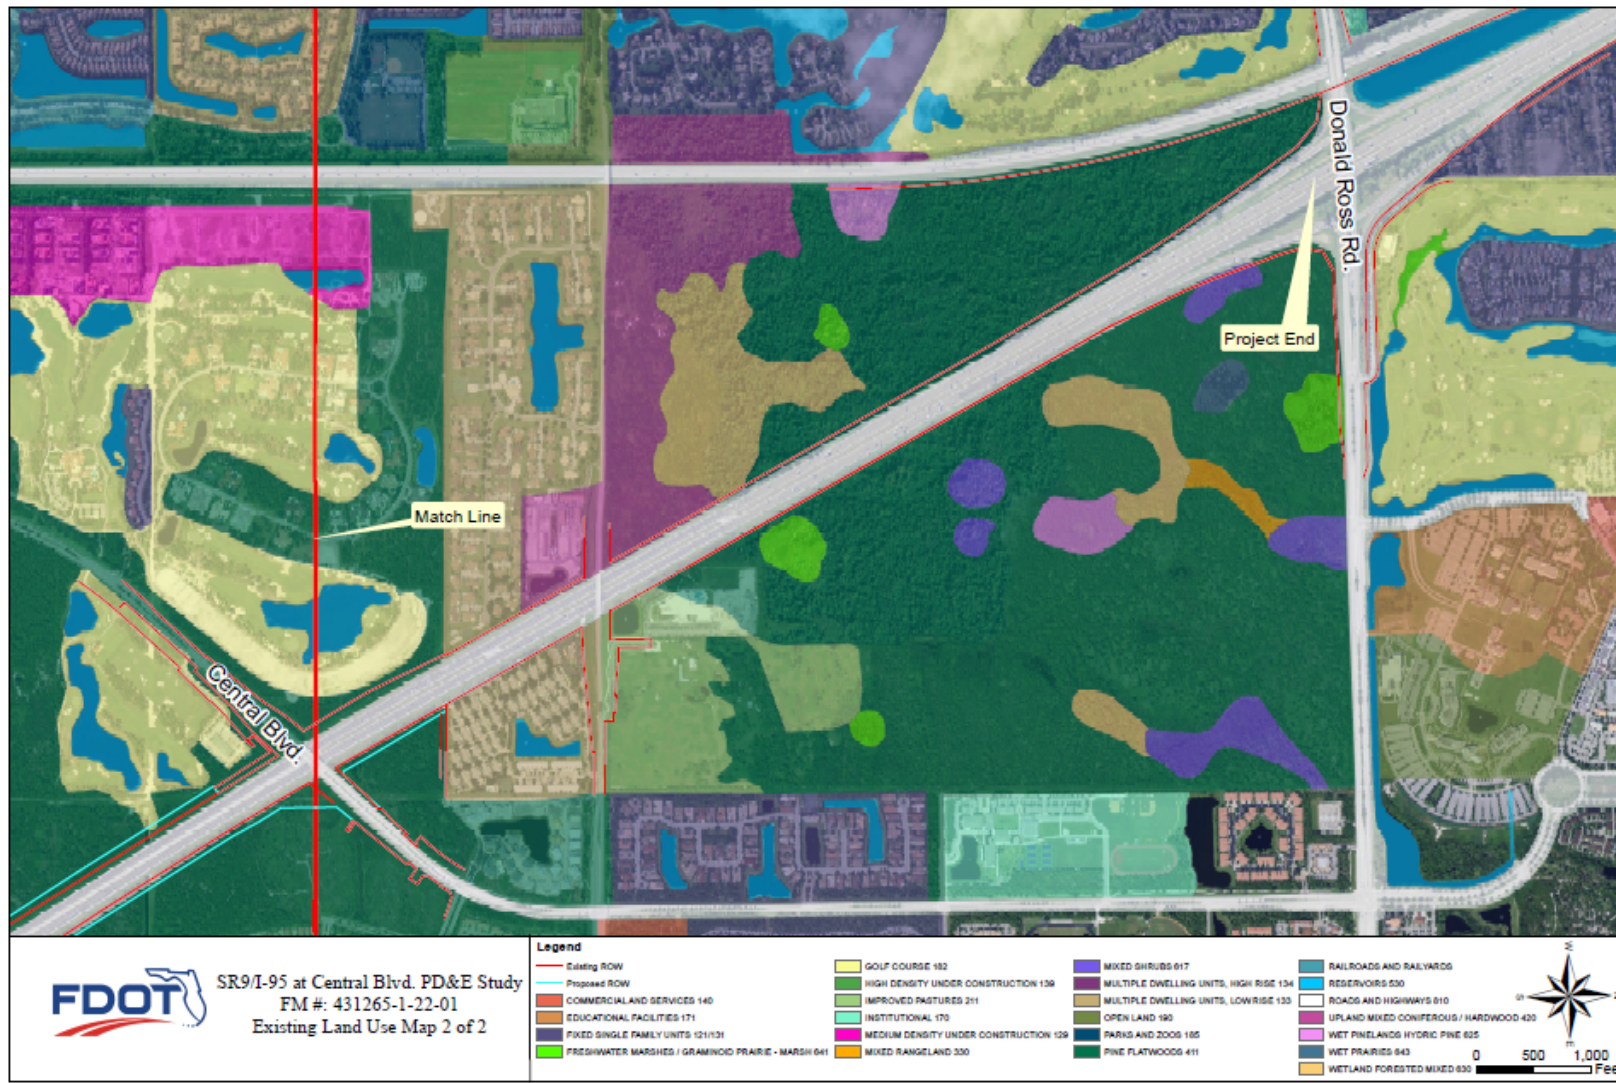 Donald Ross Rd.
Project End
Match Line
Central Blvd.
FDOT
SR9/I-95 at Central Blvd. PD&E Study
FM #: 431265-1-22-01
Existing Land Use Map 2 of 2
Legend
Existing ROW
Proposed ROW
COMMERCIAL AND SERVICES 140
EDUCATIONAL FACILITIES 171
FIXED SINGLE FAMILY UNITS 121/131
FRESHWATER MARSHES / GRAMINOID PRAIRIE - MARSH 641
GOLF COURSE 182
HIGH DENSITY UNDER CONSTRUCTION 139
IMPROVED PASTURES 211
INSTITUTIONAL 170
MEDIUM DENSITY UNDER CONSTRUCTION 129
MIXED RANGELAND 330
MIXED SHRUBS 617
MULTIPLE DWELLING UNITS, HIGH RISE 134
MULTIPLE DWELLING UNITS, LOW RISE 133
OPEN LAND 190
PARKS AND ZOOS 185
PINE FLATWOODS 411
RAILROADS AND RAILYARDS
RESERVOIRS 530
ROADS AND HIGHWAYS 810
UPLAND MIXED CONIFEROUS / HARDWOOD 420
WET PINELANDS HYDRIC PINE 625
WET PRAIRIES 643
WETLAND FORESTED MIXED 630
W
S
E
0 500 1,000
Fee